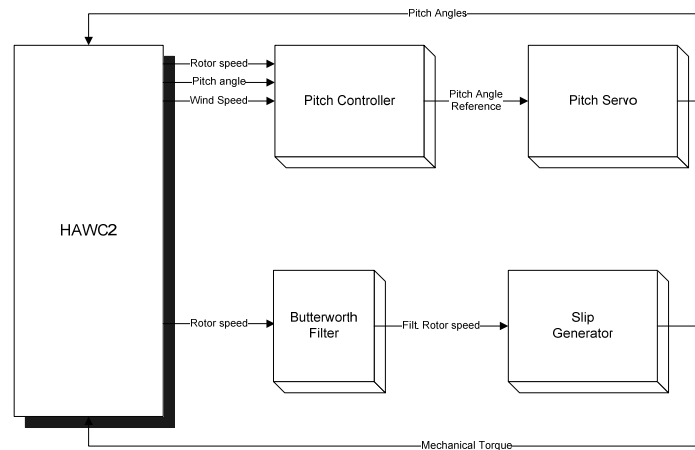 Pitch Angles
Rotor speed
Pitch angle
Wind Speed
Pitch Controller
Pitch Angle
Reference
Pitch Servo
HAWC2
Rotor speed
Butterworth
Filter
Filt. Rotor speed
Slip
Generator
Mechanical Torque